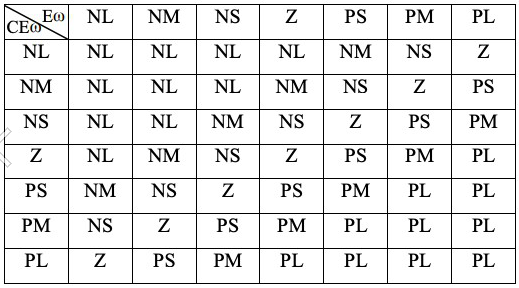 CEω Eω NL NM NS Z PS PM PL
NL NL NL NL NL NM NS Z
NM NL NL NL NM NS Z PS
NS NL NL NM NS Z PS PM
Z NL NM NS Z PS PM PL
PS NM NS Z PS PM PL PL
PM NS Z PS PM PL PL PL
PL Z PS PM PL PL PL PL